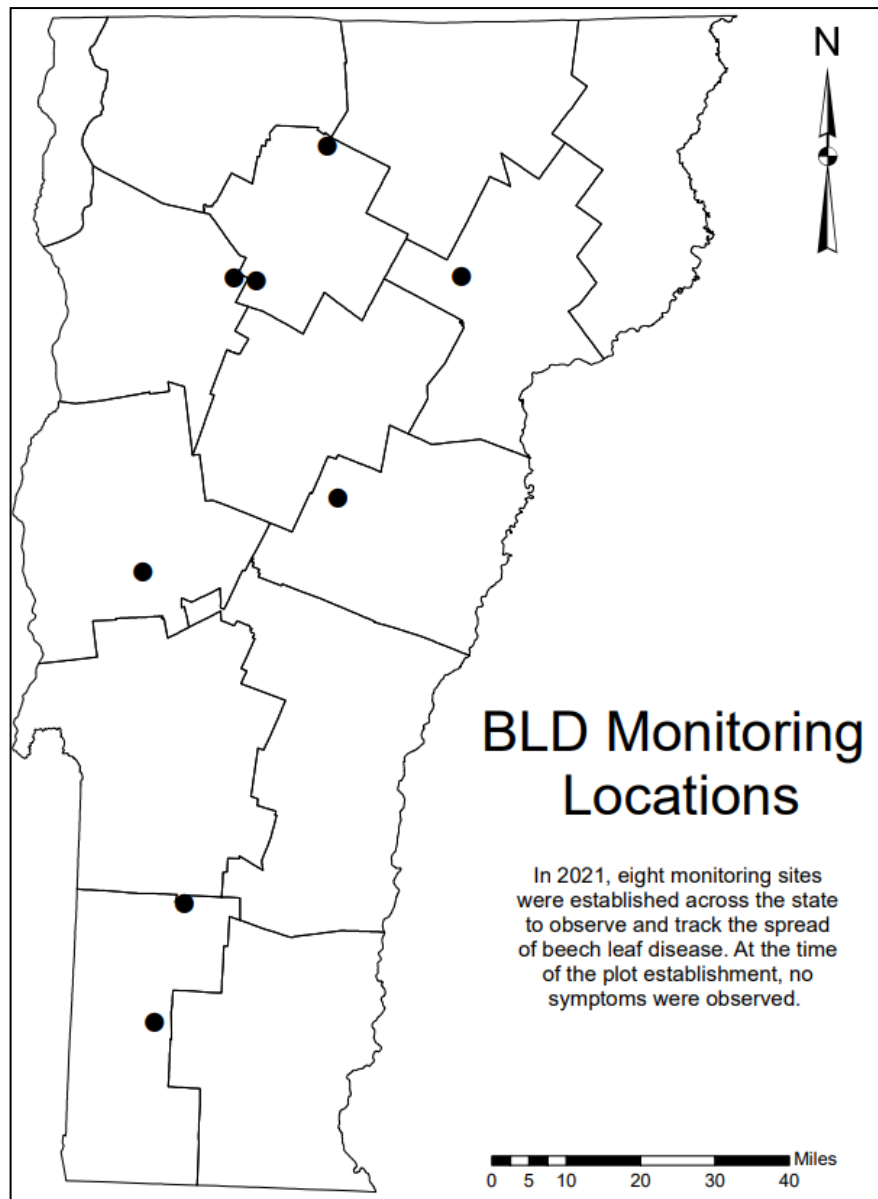 N
BLD Monitoring
Locations
In 2021, eight monitoring sites
were established across the state
to observe and track the spread
of beech leaf disease. At the time
of the plot establishment, no
symptoms were observed.
Miles
0 5 10 20 30 40